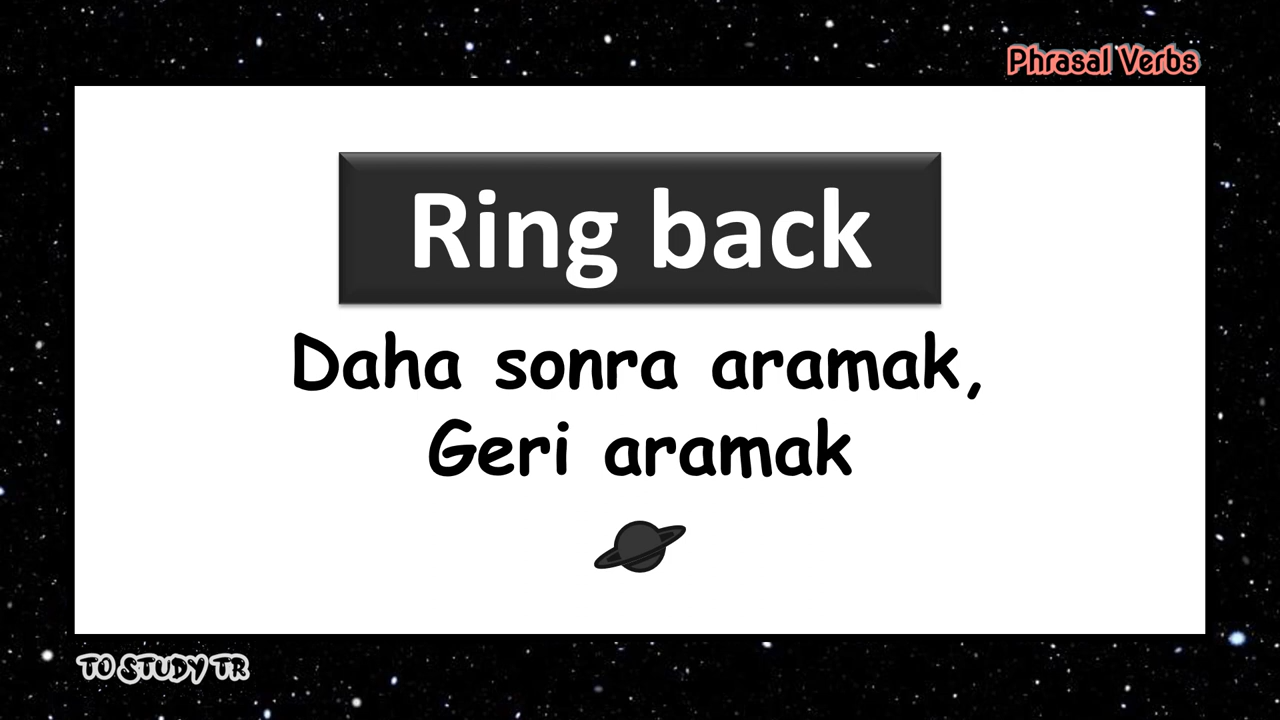 Phrasal Verbs
Ring back
Daha sonra aramak,
Geri aramak
TO STUDY TR